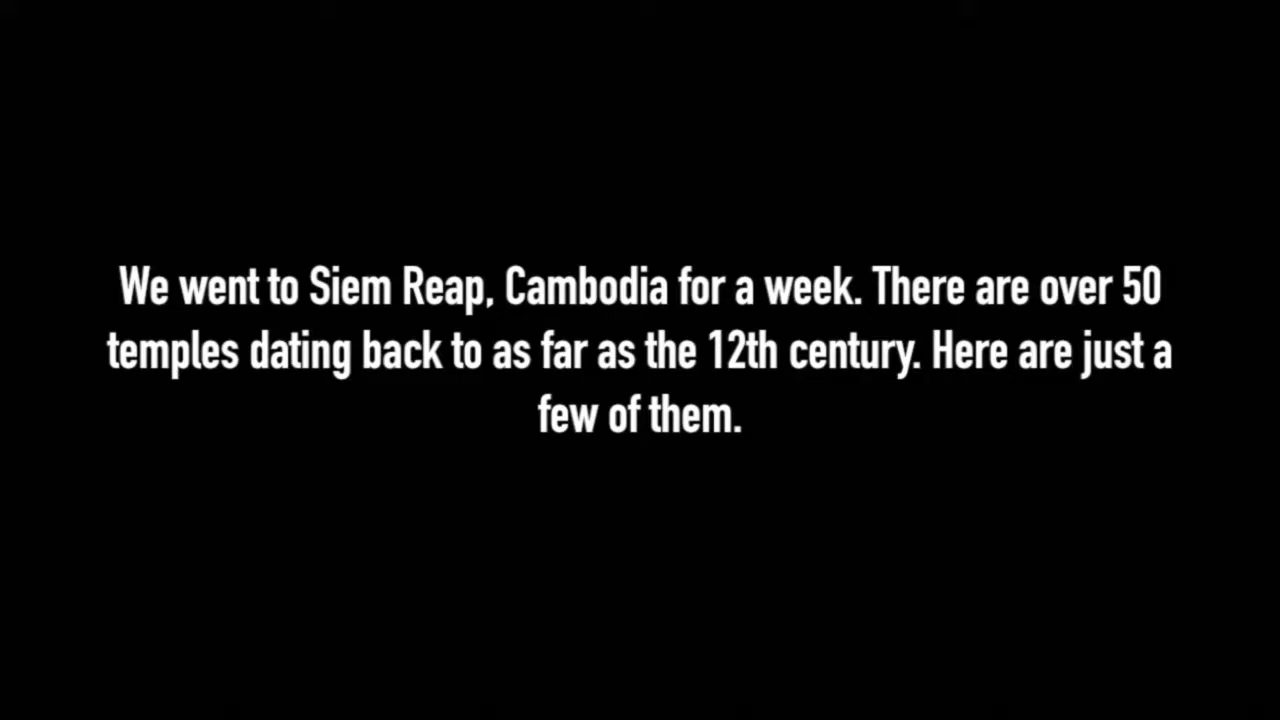 We went to Siem Reap, Cambodia for a week. There are over 50
temples dating back to as far as the 12th century. Here are just a
few of them.